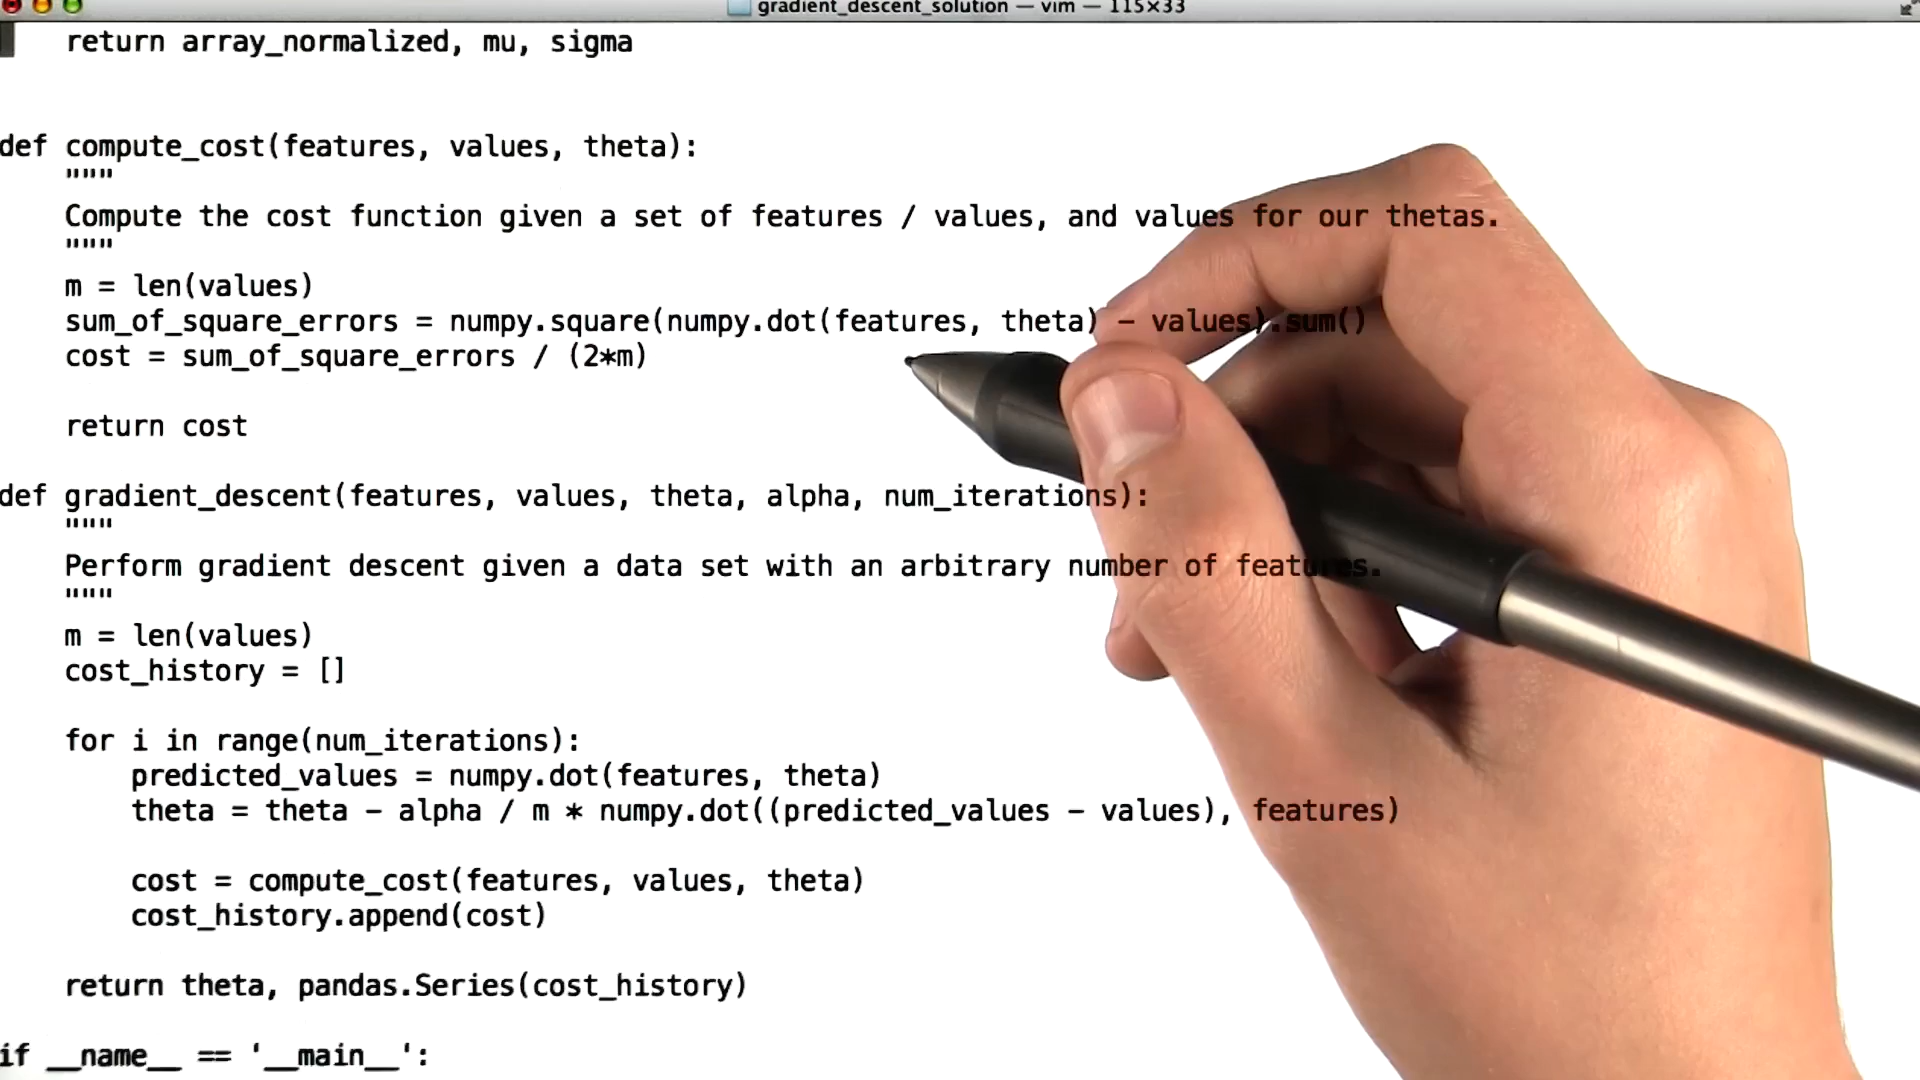 gradient_descent_solution — vim — 115×33
    return array_normalized, mu, sigma
def compute_cost(features, values, theta):
    """
    Compute the cost function given a set of features / values, and values for our thetas.
    """
    m = len(values)
    sum_of_square_errors = numpy.square(numpy.dot(features, theta) - values).sum()
    cost = sum_of_square_errors / (2*m)
    return cost
def gradient_descent(features, values, theta, alpha, num_iterations):
    """
    Perform gradient descent given a data set with an arbitrary number of features.
    """
    m = len(values)
    cost_history = []
    for i in range(num_iterations):
        predicted_values = numpy.dot(features, theta)
        theta = theta - alpha / m * numpy.dot((predicted_values - values), features)
        cost = compute_cost(features, values, theta)
        cost_history.append(cost)
    return theta, pandas.Series(cost_history)
if __name__ == '__main__':